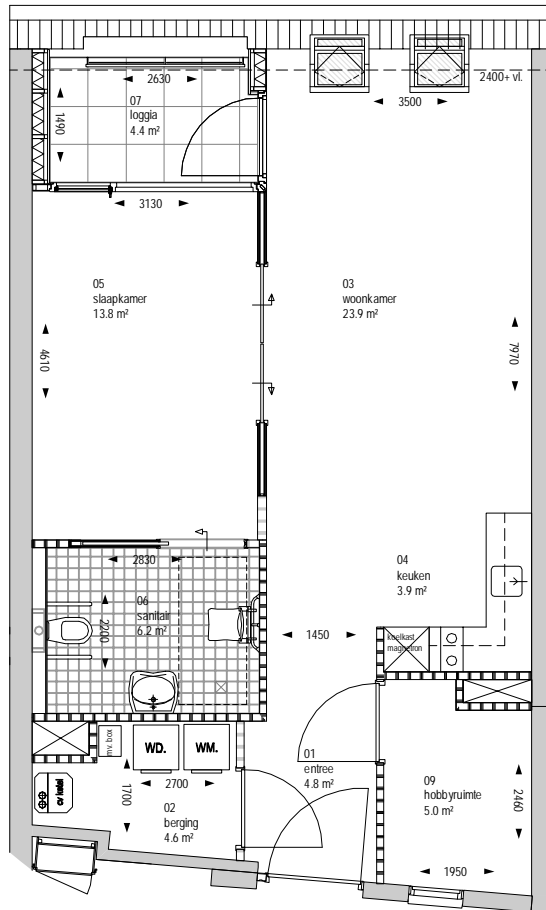 2630
2400+ vl.
07
loggia
4.4 m²
1490
3500
3130
05
slaapkamer
13.8 m²
03
woonkamer
23.9 m²
4610
7970
2830
04
keuken
3.9 m²
06
sanitair
6.2 m²
2200
1450
koelkast
magnetron
mv. box
WD.
WM.
01
entree
4.8 m²
2700
1700
cv ketel
02
berging
4.6 m²
09
hobbyruimte
5.0 m²
2460
1950